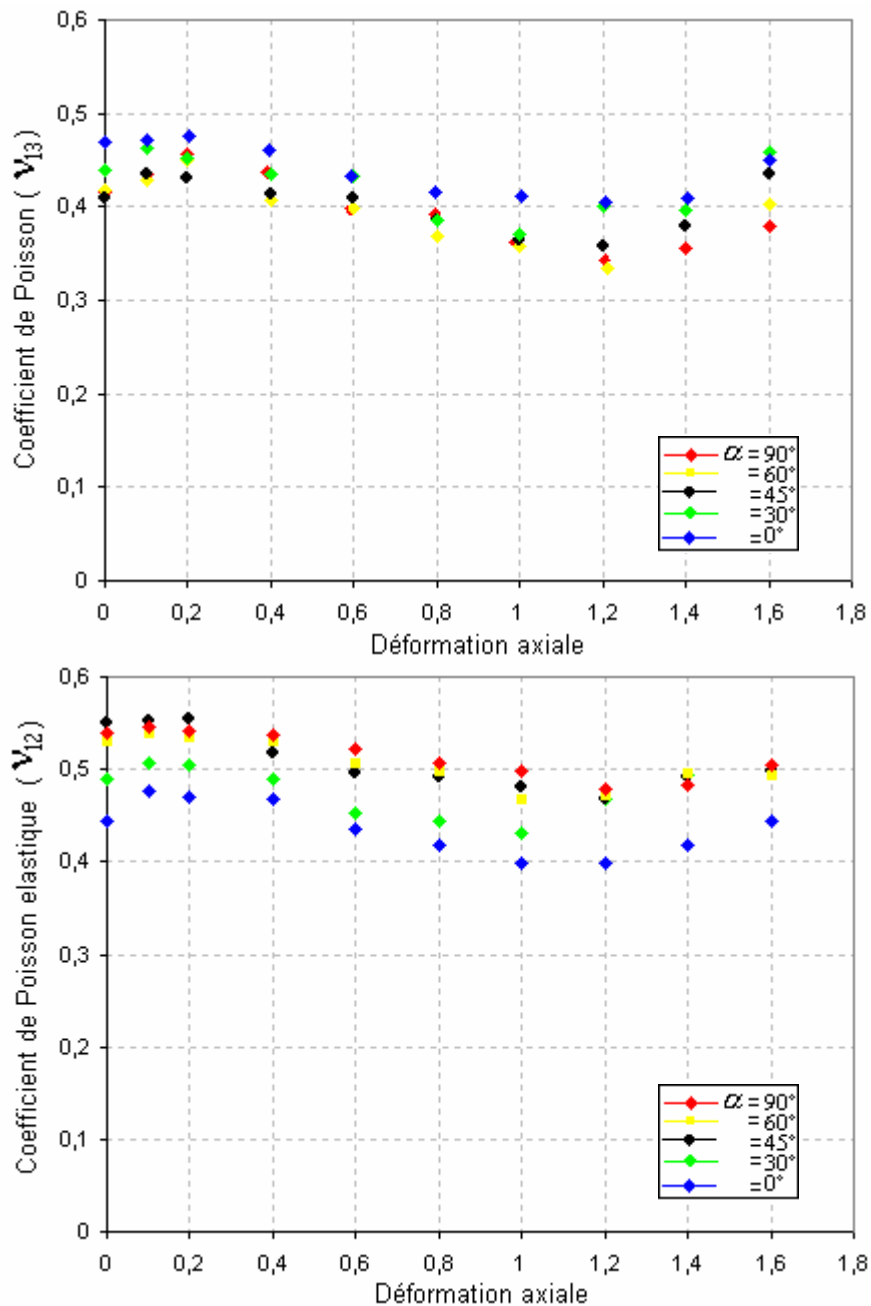 0,6
0,5
0,4
0,3
0,2
0,1
0
Coefficient de Poisson ( ν13)
α = 90°
=60°
=45°
=30°
=0°
0 0,2 0,4 0,6 0,8 1 1,2 1,4 1,6 1,8
Déformation axiale
0,6
0,5
0,4
0,3
0,2
0,1
0
Coefficient de Poisson elastique ( ν12)
α = 90°
=60°
=45°
=30°
=0°
0 0,2 0,4 0,6 0,8 1 1,2 1,4 1,6 1,8
Déformation axiale